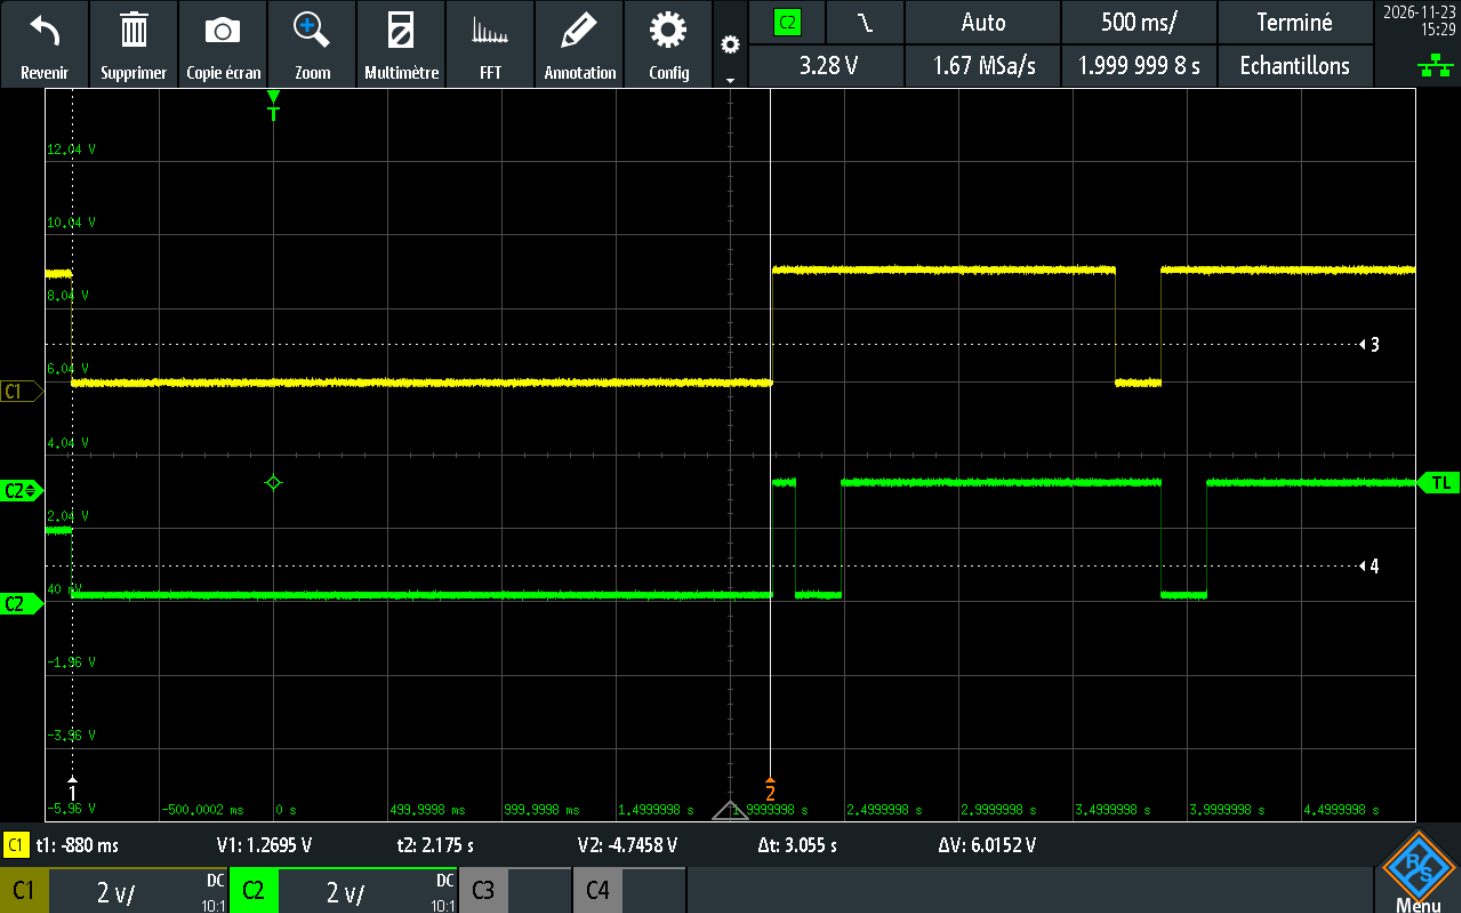 Revenir
Supprimer
Copie écran
Zoom
Multimètre
FFT
Annotation
Config
C2
Auto
500 ms/
Terminé
2026-11-23
15:29
3.28 V
1.67 MSa/s
1.999 999 8 s
Echantillons
T
12.04 V
10.04 V
8.04 V
3
6.04 V
C1
4.04 V
C2
TL
2.04 V
4
C2
-1.96 V
-3.96 V
1
2
-5.96 V
-500.0002 ms
0 s
499.9998 ms
999.9998 ms
1.4999998 s
1.9999998 s
2.4999998 s
2.9999998 s
3.4999998 s
3.9999998 s
4.4999998 s
C1 t1: -880 ms V1: 1.2695 V t2: 2.175 s V2: -4.7458 V Δt: 3.055 s ΔV: 6.0152 V
C1 2 V/ DC 10:1
C2 2 V/ DC 10:1
C3
C4
R S
Menu